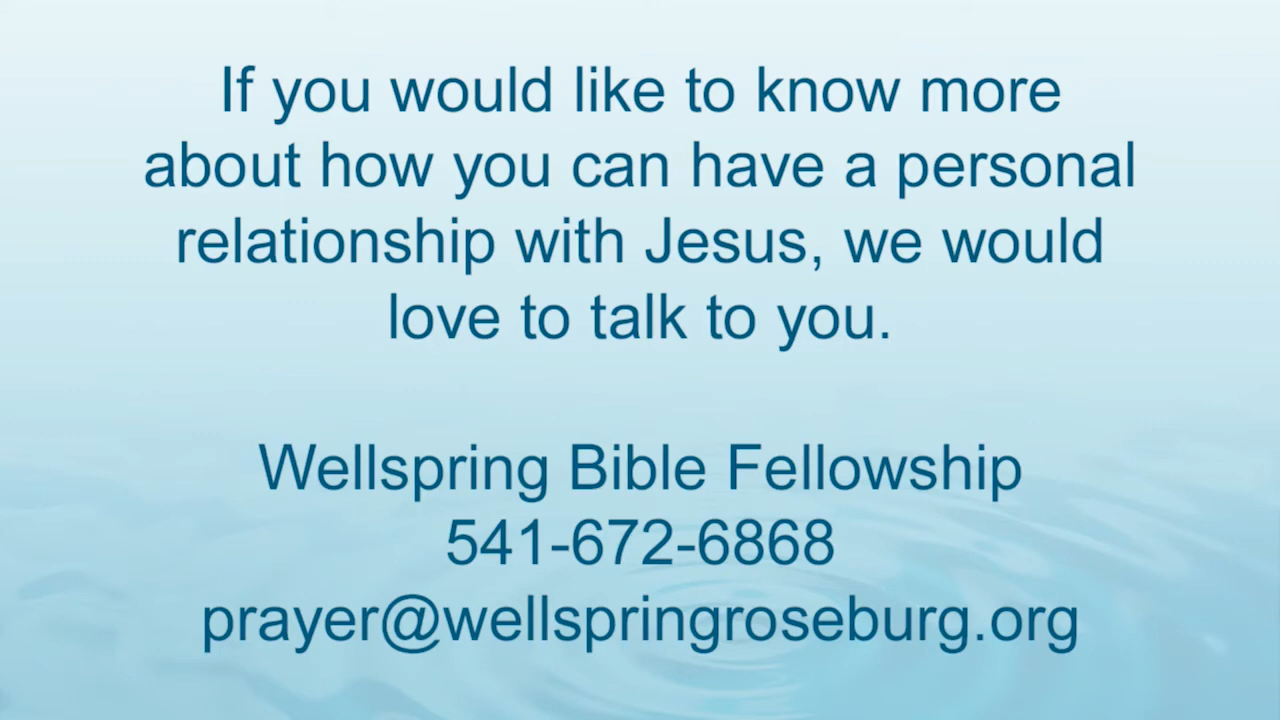 If you would like to know more
about how you can have a personal
relationship with Jesus, we would
love to talk to you.
Wellspring Bible Fellowship
541-672-6868
prayer@wellspringroseburg.org